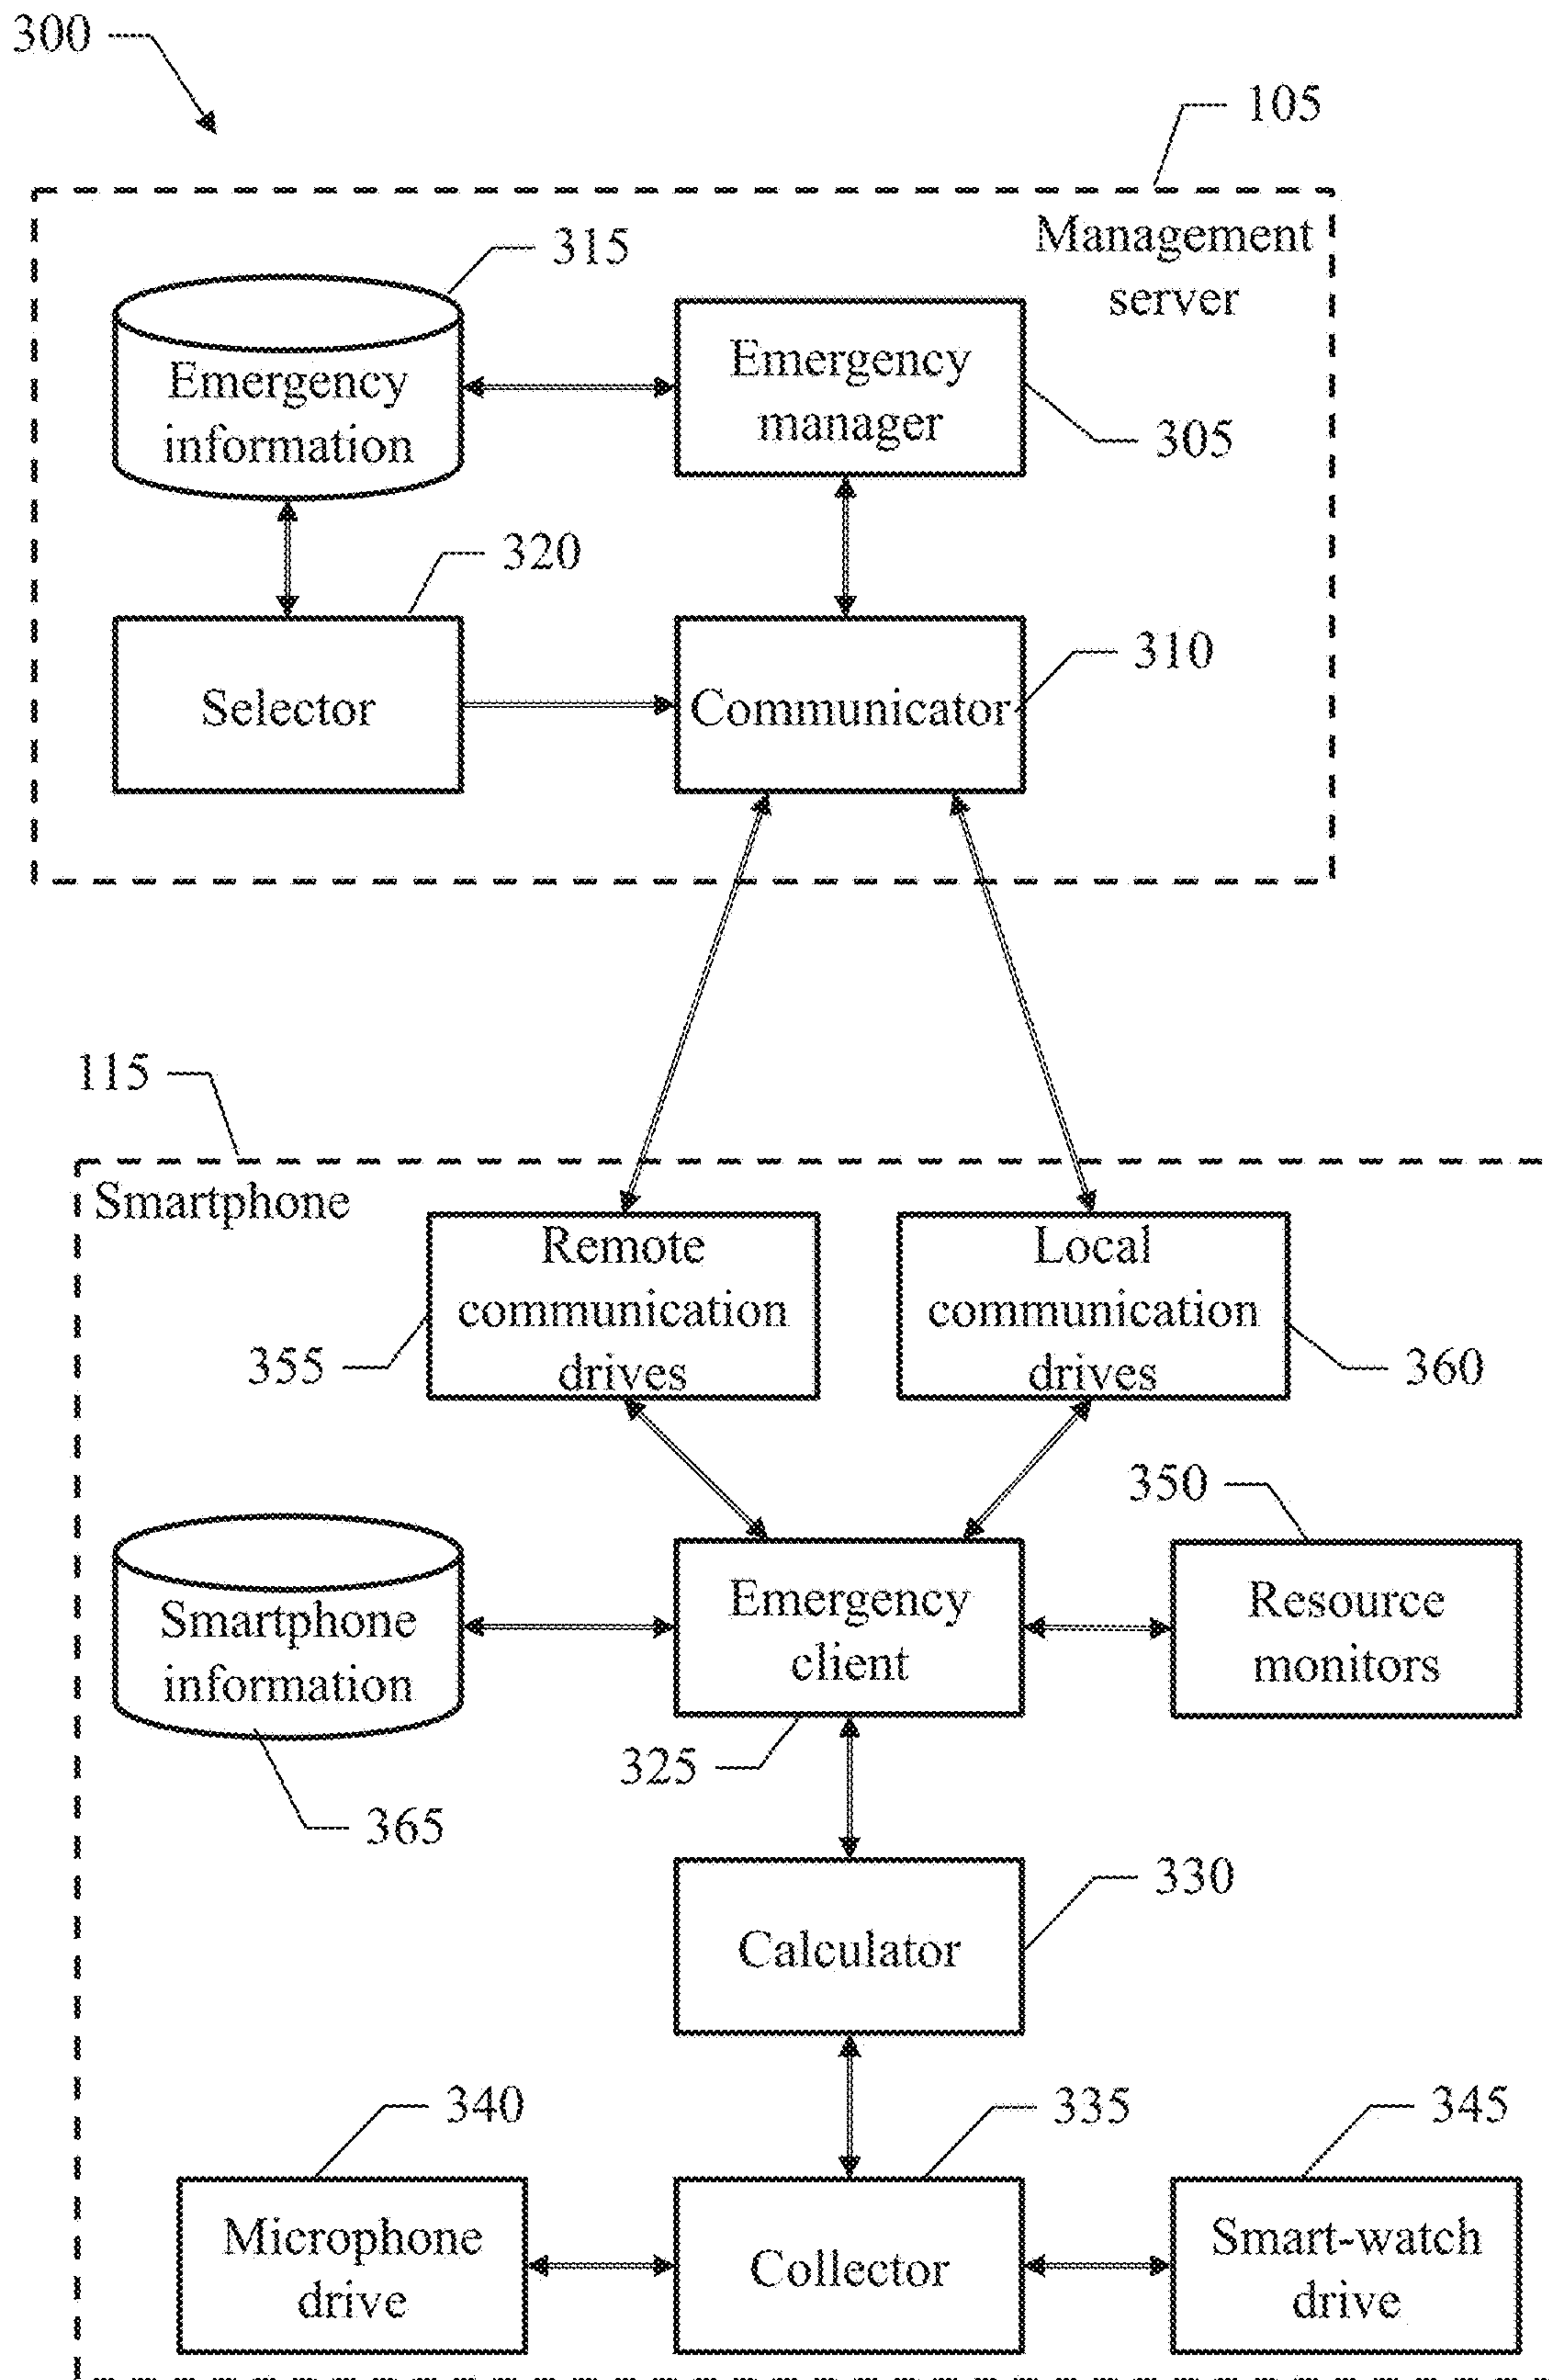 300
105
Management
server
315
Emergency
information
Emergency
manager
305
320
Selector
Communicator
310
115
Smartphone
Remote
communication
drives
355
Local
communication
drives
360
350
Smartphone
information
365
Emergency
client
325
Resource
monitors
Calculator
330
340
335
345
Microphone
drive
Collector
Smart-watch
drive